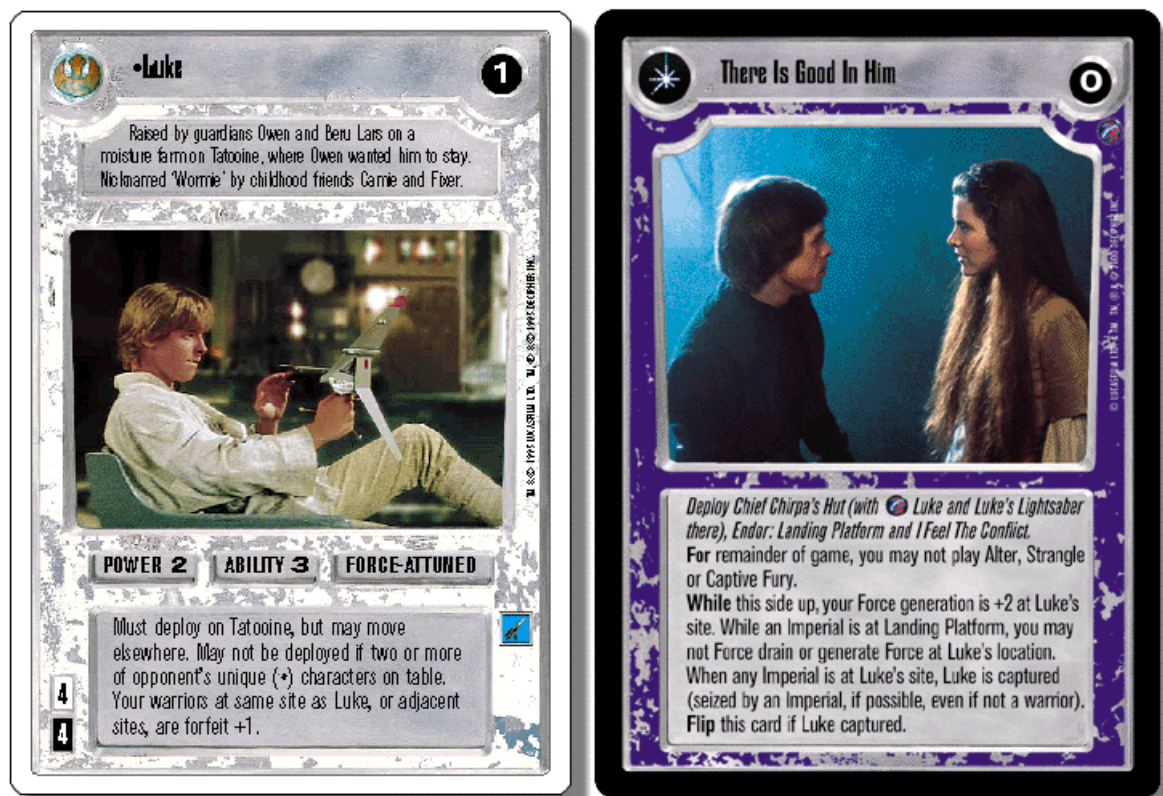 •Luke
1
Raised by guardians Owen and Beru Lars on a
moisture farm on Tatooine, where Owen wanted him to stay.
Nicknamed 'Wormie' by childhood friends Camie and Fixer.
POWER 2
ABILITY 3
FORCE-ATTUNED
Must deploy on Tatooine, but may move
elsewhere. May not be deployed if two or more
of opponent's unique (•) characters on table.
Your warriors at same site as Luke, or adjacent
sites, are forfeit +1.
4
4
There Is Good In Him
0
Deploy Chief Chirpa's Hut (with Luke and Luke's Lightsaber
there), Endor: Landing Platform and I Feel The Conflict.
For remainder of game, you may not play Alter, Strangle
or Captive Fury.
While this side up, your Force generation is +2 at Luke's
site. While an Imperial is at Landing Platform, you may
not Force drain or generate Force at Luke's location.
When any Imperial is at Luke's site, Luke is captured
(seized by an Imperial, if possible, even if not a warrior).
Flip this card if Luke captured.